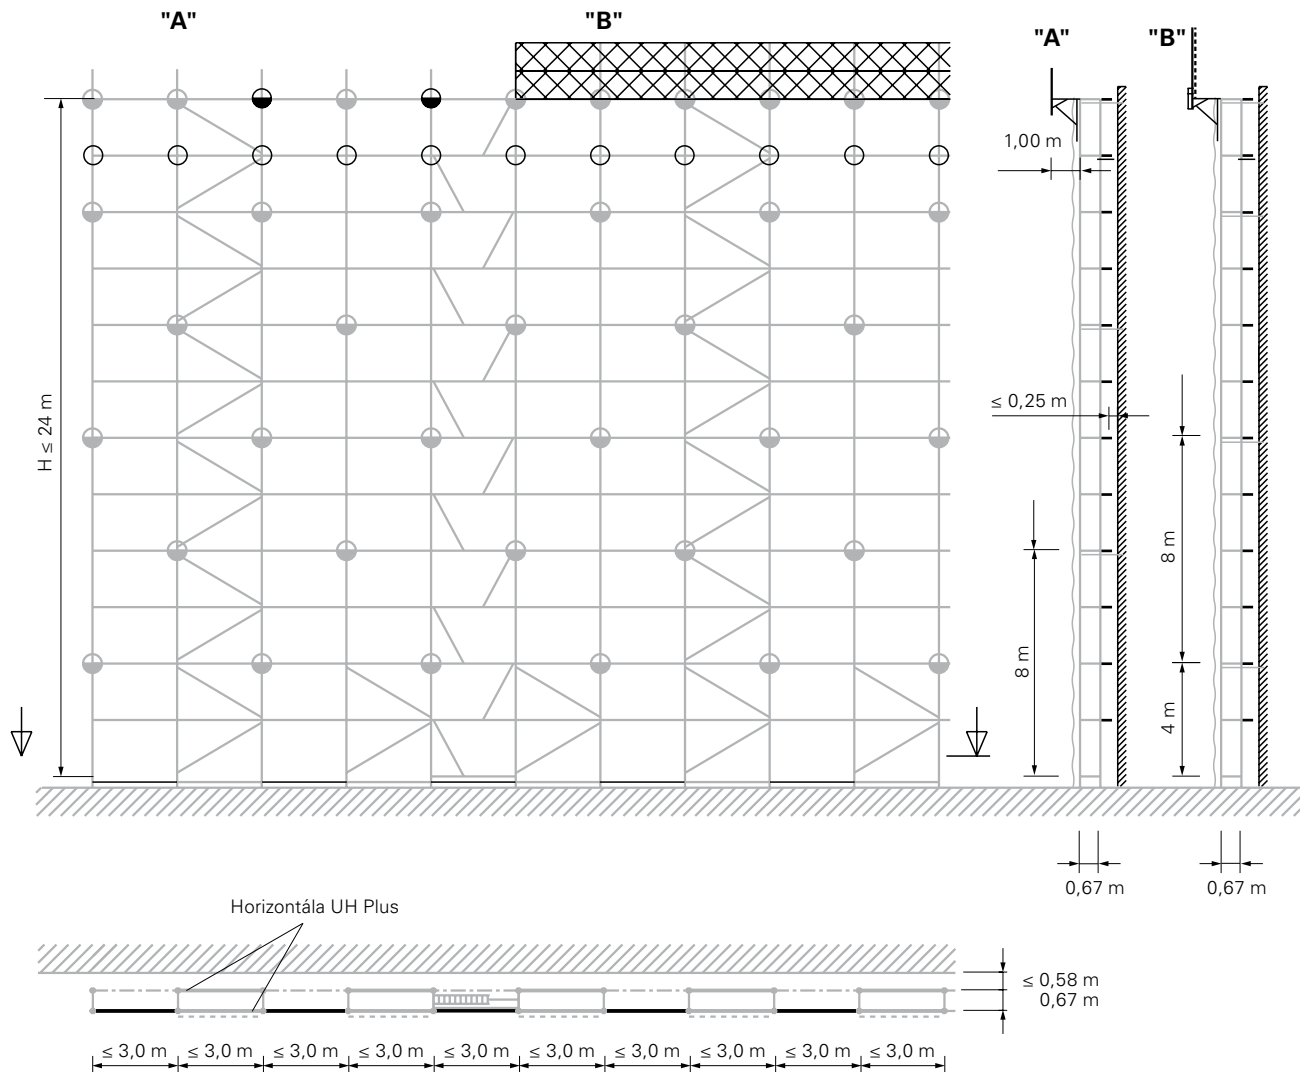 "A"
"B"
"A"
"B"
1,00 m
H ≤ 24 m
≤ 0,25 m
8 m
8 m
4 m
0,67 m
0,67 m
Horizontála UH Plus
≤ 0,58 m
0,67 m
≤ 3,0 m ≤ 3,0 m ≤ 3,0 m ≤ 3,0 m ≤ 3,0 m ≤ 3,0 m ≤ 3,0 m ≤ 3,0 m ≤ 3,0 m ≤ 3,0 m